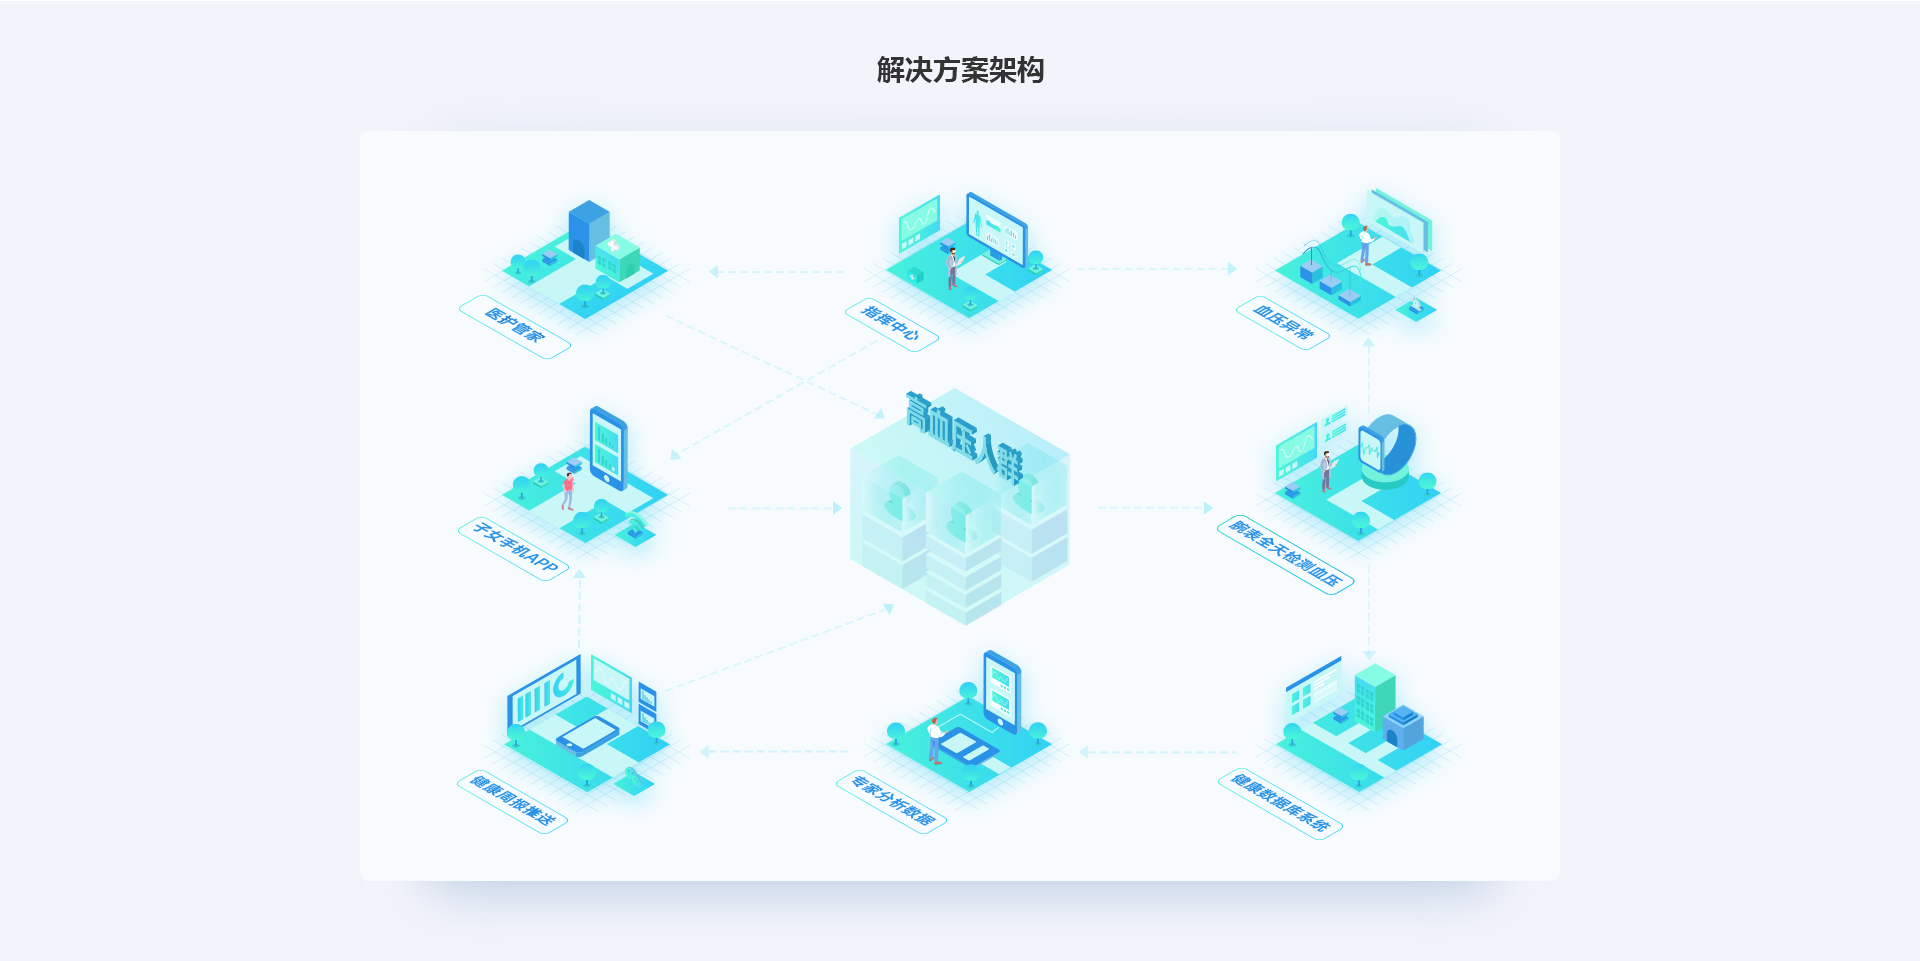 解决方案架构
医护管家
指挥中心
血压异常
高血压人群
子女手机APP
腕表全天检测血压
健康周报推送
专家分析数据
健康数据库系统